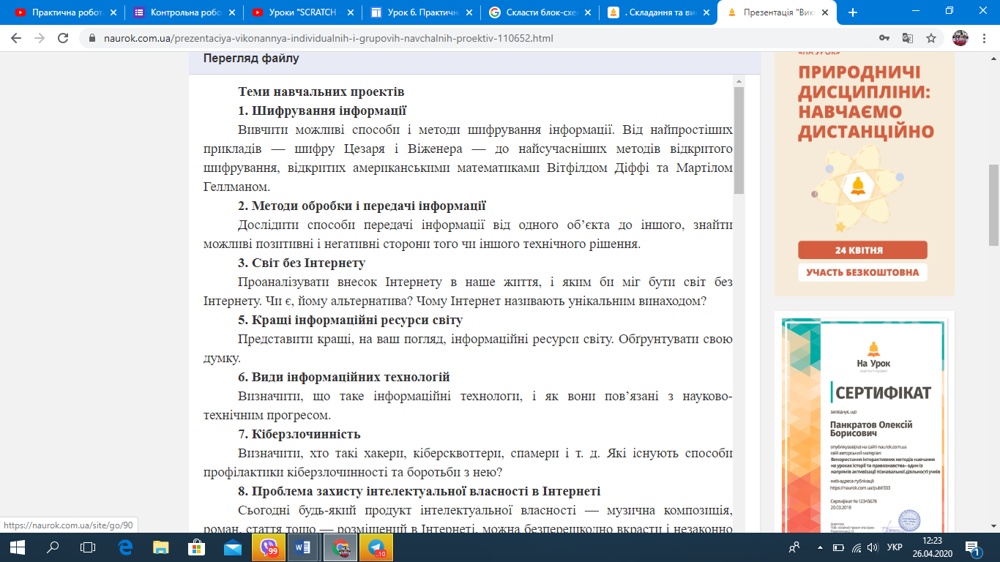 Практична робот
Контрольна робо
Уроки "SCRATCH -
Урок 6. Практичн
Скласти блок-схе
. Складання та ви
Презентація "Вик
naurok.com.ua/prezentaciya-vikonannya-individualnih-i-grupovih-navchalnih-proektiv-110652.html
Перегляд файлу
Теми навчальних проектів
1. Шифрування інформації
Вивчити можливі способи і методи шифрування інформації. Від найпростіших
прикладів — шифру Цезаря і Віженера — до найсучасніших методів відкритого
шифрування, відкритих американськими математиками Вітфілдом Діффі та Мартілом
Геллманом.
2. Методи обробки і передачі інформації
Дослідити способи передачі інформації від одного об’єкта до іншого, знайти
можливі позитивні і негативні сторони того чи іншого технічного рішення.
3. Світ без Інтернету
Проаналізувати внесок Інтернету в наше життя, і яким би міг бути світ без
Інтернету. Чи є, йому альтернатива? Чому Інтернет називають унікальним винаходом?
5. Кращі інформаційні ресурси світу
Представити кращі, на ваш погляд, інформаційні ресурси світу. Обґрунтувати свою
думку.
6. Види інформаційних технологій
Визначити, що таке інформаційні технологи, і як вони пов’язані з науково-
технічним прогресом.
7. Кіберзлочинність
Визначити, хто такі хакери, кіберсквоттери, спамери і т. д. Які існують способи
профілактики кіберзлочинності та боротьби з нею?
8. Проблема захисту інтелектуальної власності в Інтернеті
Сьогодні будь-який продукт інтелектуальної власності — музична композиція,
роман, стаття тощо — розміщений в Інтернеті, можна безперешкодно вкрасти і незаконно
«НА УРОК»
ПРИРОДНИЧІ
ДИСЦИПЛІНИ:
НАВЧАЄМО
ДИСТАНЦІЙНО
24 КВІТНЯ
УЧАСТЬ БЕЗКОШТОВНА
На Урок
освітній проект
СЕРТИФІКАТ
засвідчує, що
Панкратов Олексій
Борисович
опублікував(ла) на сайті naurok.com.ua
свій авторський матеріал:
Використання інтерактивних методів навчання
на уроках історії та правознавства– один із
напрямів активізації пізнавальної діяльності учнів
web-адреса публікації:
https://naurok.com.ua/publ/333
Сертифікат № 12345678
20.03.2018
Директор
ТОВ «Освітній проект «На Урок»
https://naurok.com.ua/site/go/90
99
10
УКР
12:23
26.04.2020
1